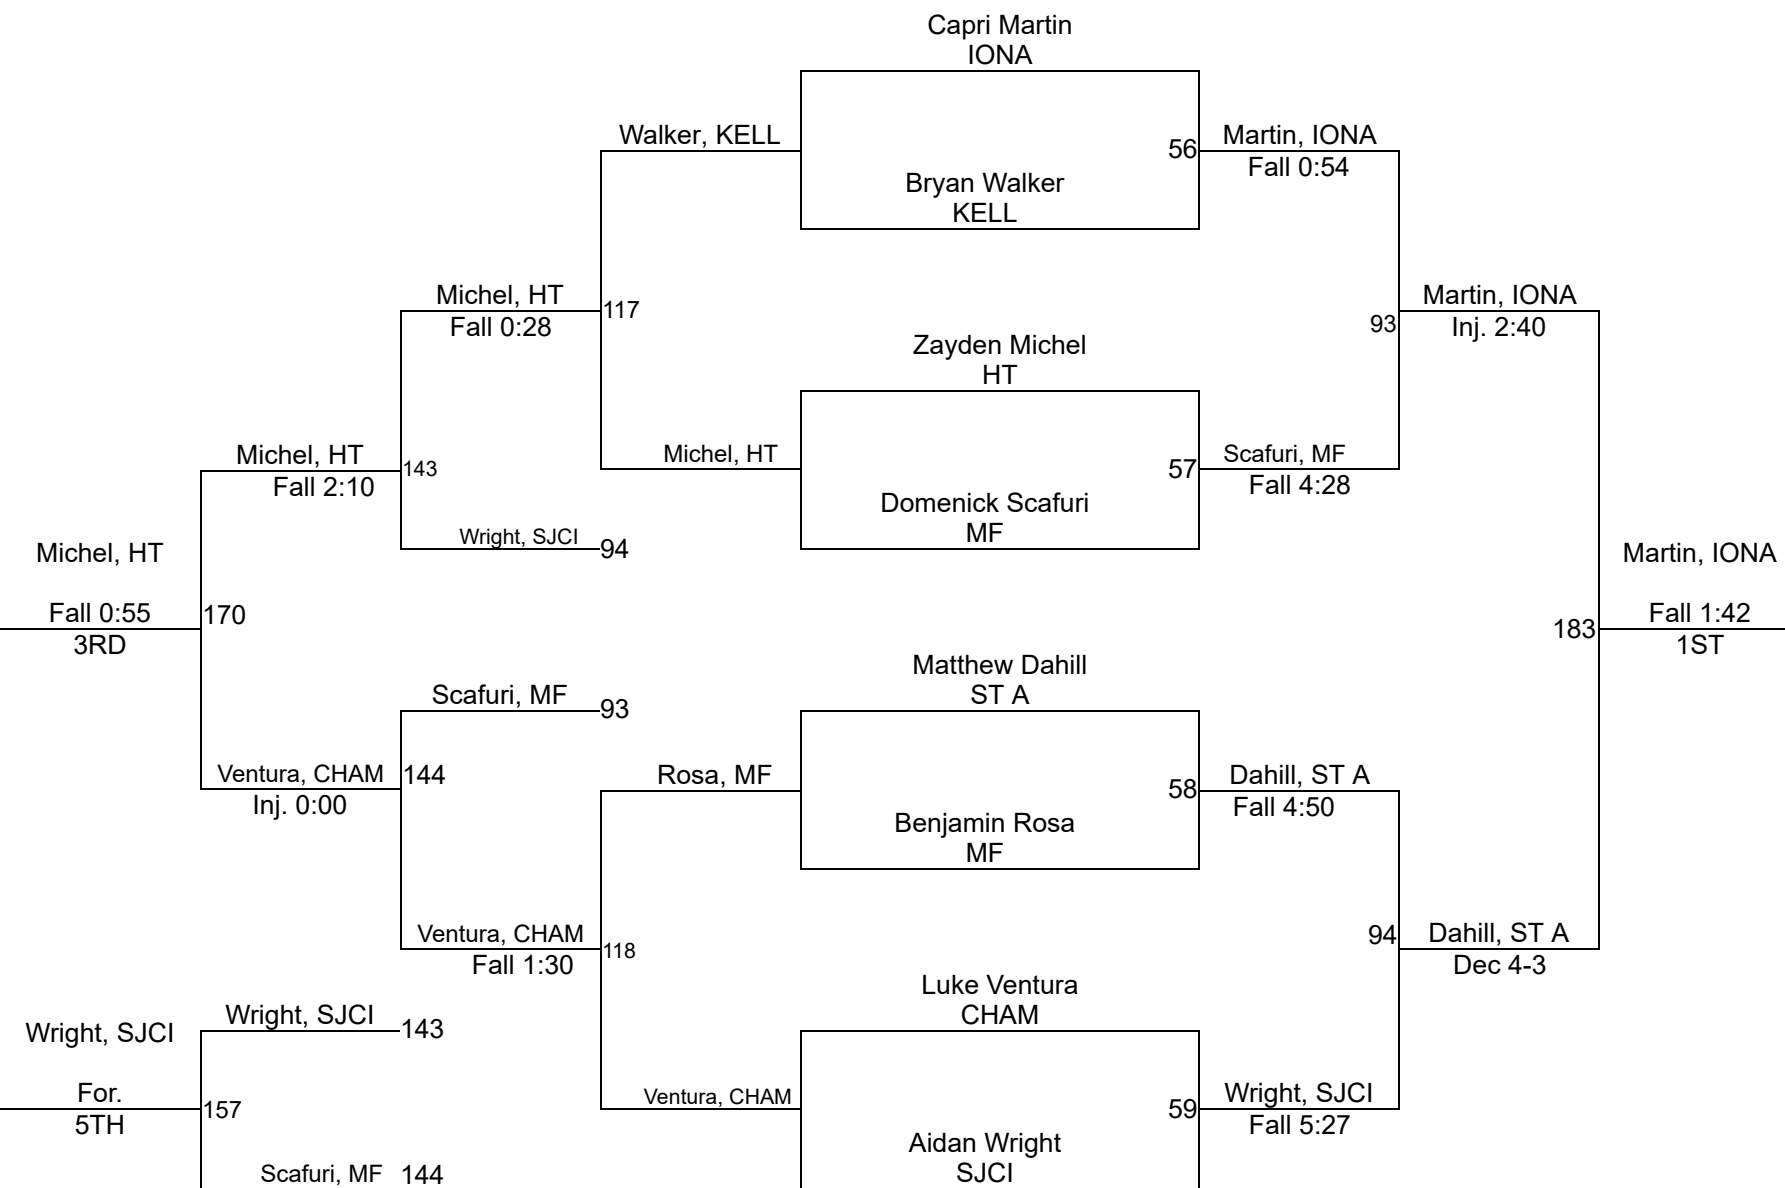 Capri Martin
IONA
Walker, KELL
56
Martin, IONA
Fall 0:54
Bryan Walker
KELL
Michel, HT
Fall 0:28
117
Martin, IONA
Inj. 2:40
93
Zayden Michel
HT
Michel, HT
Fall 2:10
143
Michel, HT
57
Scafuri, MF
Fall 4:28
Domenick Scafuri
MF
Wright, SJCI
94
Michel, HT
Fall 0:55
3RD
170
Martin, IONA
Fall 1:42
1ST
183
Matthew Dahill
ST A
Scafuri, MF
93
Ventura, CHAM
Inj. 0:00
144
Rosa, MF
58
Dahill, ST A
Fall 4:50
Benjamin Rosa
MF
Ventura, CHAM
Fall 1:30
118
94
Dahill, ST A
Dec 4-3
Luke Ventura
CHAM
Wright, SJCI
143
Wright, SJCI
For.
5TH
157
Ventura, CHAM
59
Wright, SJCI
Fall 5:27
Aidan Wright
SJCI
Scafuri, MF
144